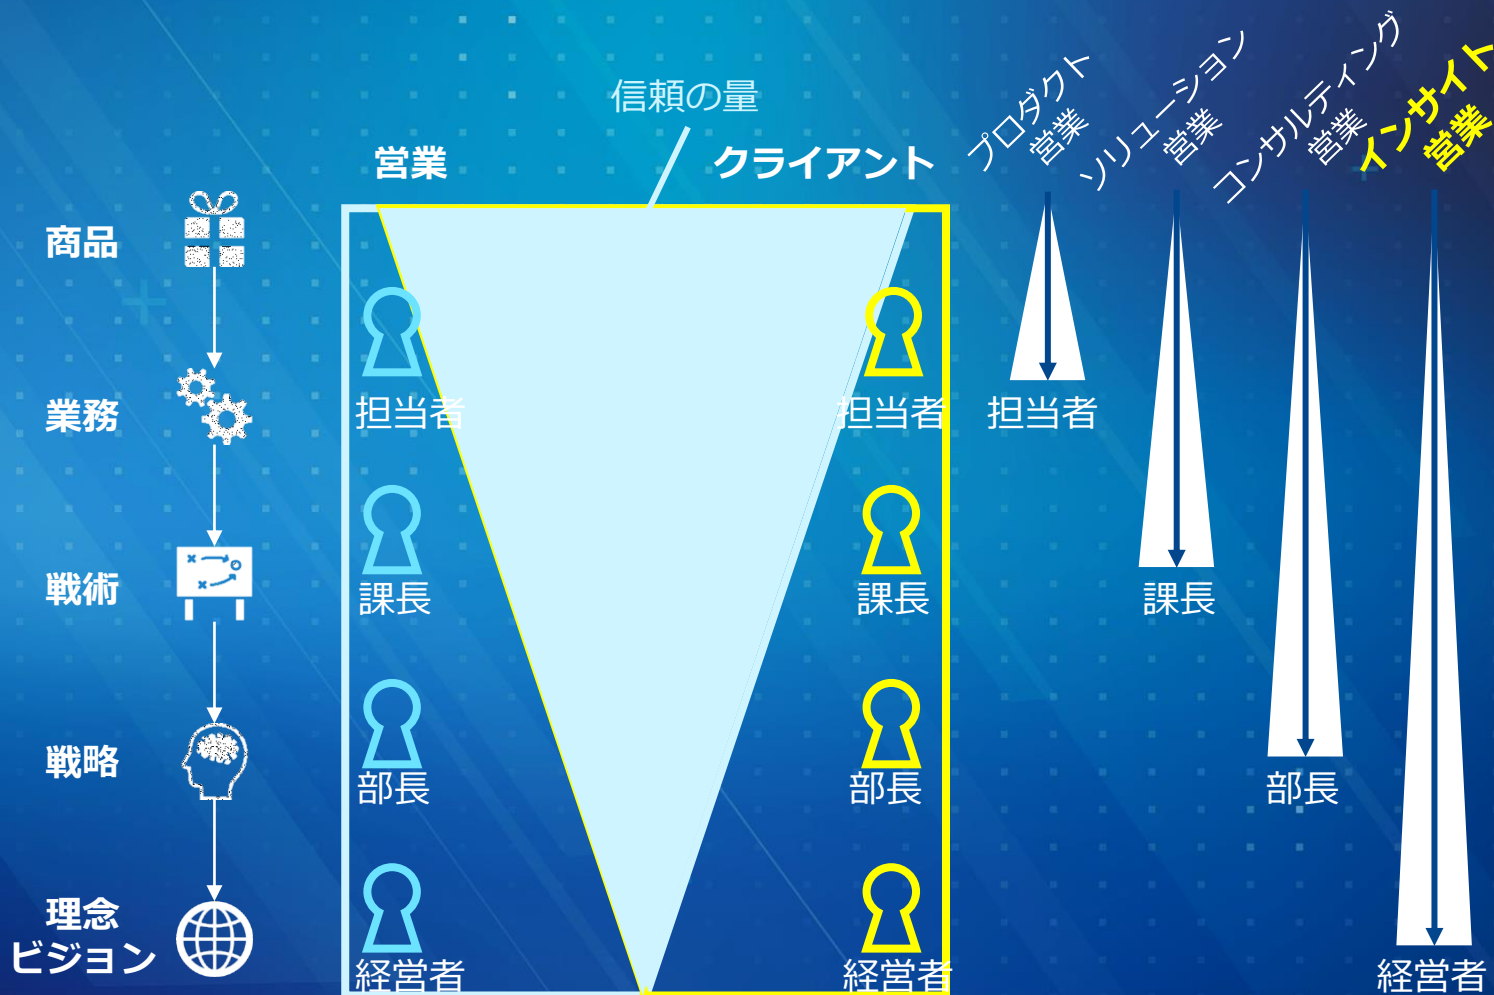 信頼の量
営業
クライアント
プロダクト
営業
ソリューション
営業
コンサルティング
営業
インサイト
営業
商品
業務
戦術
戦略
理念
ビジョン
担当者
課長
部長
経営者
担当者
課長
部長
経営者
担当者
課長
部長
経営者